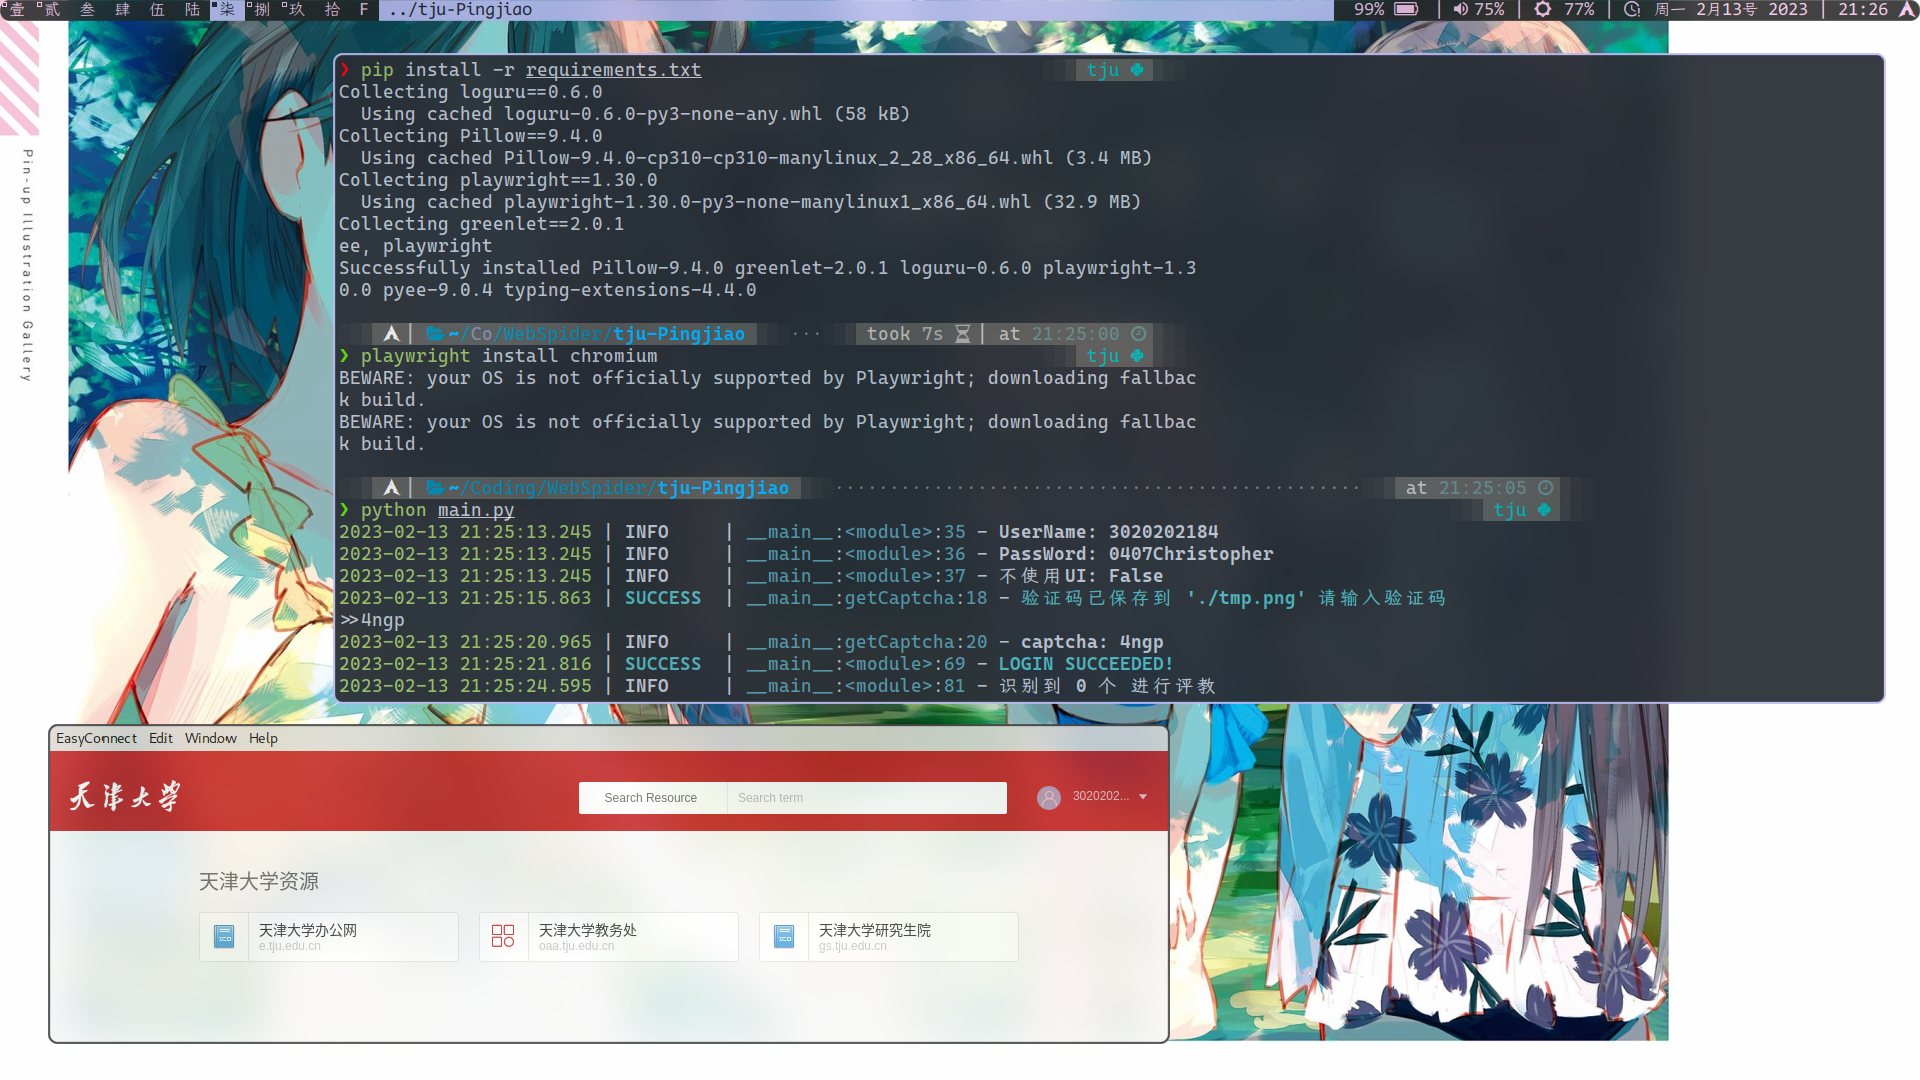 壹 贰 叁 肆 伍 陆 柒 捌 玖 拾 F ../tju-Pingjiao 99% | 75% | 77% | 周一 2月13号 2023 | 21:26
Pin-up Illustration Gallery
❯ pip install -r requirements.txt tju
Collecting loguru==0.6.0
Using cached loguru-0.6.0-py3-none-any.whl (58 kB)
Collecting Pillow==9.4.0
Using cached Pillow-9.4.0-cp310-cp310-manylinux_2_28_x86_64.whl (3.4 MB)
Collecting playwright==1.30.0
Using cached playwright-1.30.0-py3-none-manylinux1_x86_64.whl (32.9 MB)
Collecting greenlet==2.0.1
ee, playwright
Successfully installed Pillow-9.4.0 greenlet-2.0.1 loguru-0.6.0 playwright-1.3
0.0 pyee-9.0.4 typing-extensions-4.4.0
| ~/Co/WebSpider/tju-Pingjiao ··· took 7s | at 21:25:00
❯ playwright install chromium tju
BEWARE: your OS is not officially supported by Playwright; downloading fallbac
k build.
BEWARE: your OS is not officially supported by Playwright; downloading fallbac
k build.
| ~/Coding/WebSpider/tju-Pingjiao at 21:25:05
❯ python main.py tju
2023-02-13 21:25:13.245 | INFO | __main__:<module>:35 - UserName: 3020202184
2023-02-13 21:25:13.245 | INFO | __main__:<module>:36 - PassWord: 0407Christopher
2023-02-13 21:25:13.245 | INFO | __main__:<module>:37 - 不使用UI: False
2023-02-13 21:25:15.863 | SUCCESS | __main__:getCaptcha:18 - 验证码已保存到 './tmp.png' 请输入验证码
>>4ngp
2023-02-13 21:25:20.965 | INFO | __main__:getCaptcha:20 - captcha: 4ngp
2023-02-13 21:25:21.816 | SUCCESS | __main__:<module>:69 - LOGIN SUCCEEDED!
2023-02-13 21:25:24.595 | INFO | __main__:<module>:81 - 识别到 0 个 进行评教
EasyConnect Edit Window Help
天津大学 Search Resource Search term 3020202...
天津大学资源
天津大学办公网 天津大学教务处 天津大学研究生院
e.tju.edu.cn oaa.tju.edu.cn gs.tju.edu.cn